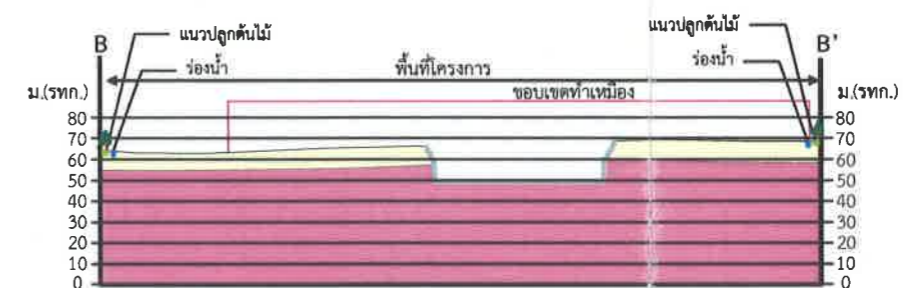 B
แนวปลูกต้นไม้
ร่องน้ำ
พื้นที่โครงการ
ขอบเขตทำเหมือง
แนวปลูกต้นไม้
ร่องน้ำ
B'
ม.(รทก.)
80
70
60
50
40
30
20
10
0
ม.(รทก.)
80
70
60
50
40
30
20
10
0